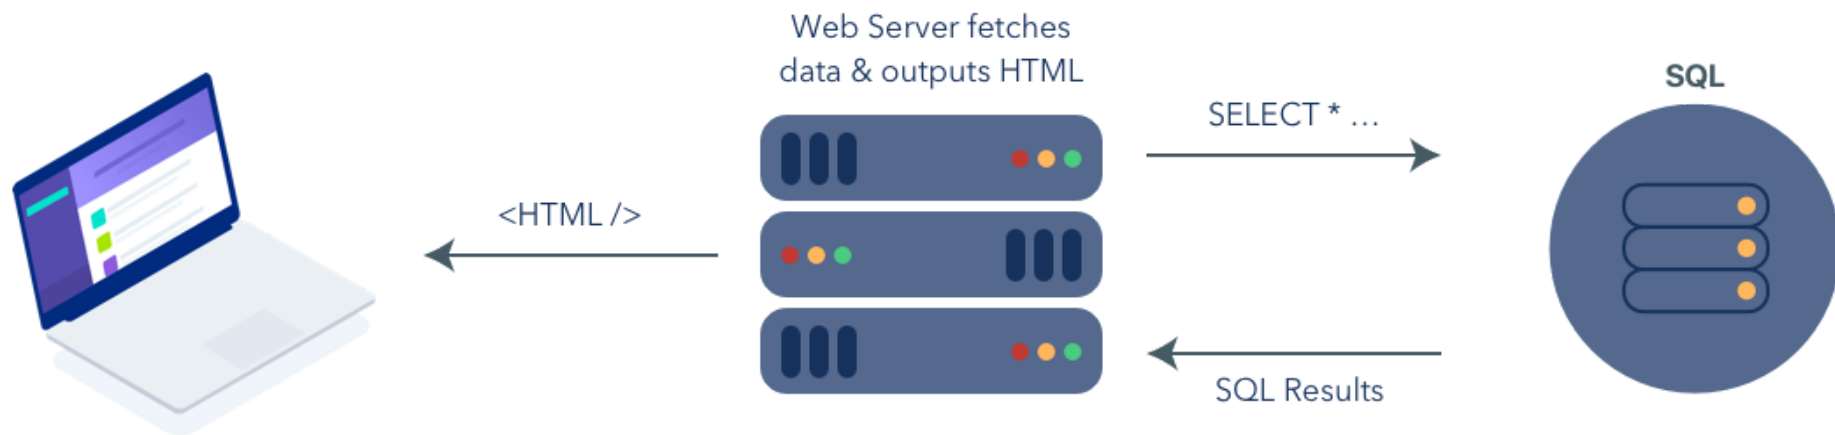 Web Server fetches
data & outputs HTML
SQL
SELECT * ...
<HTML />
SQL Results